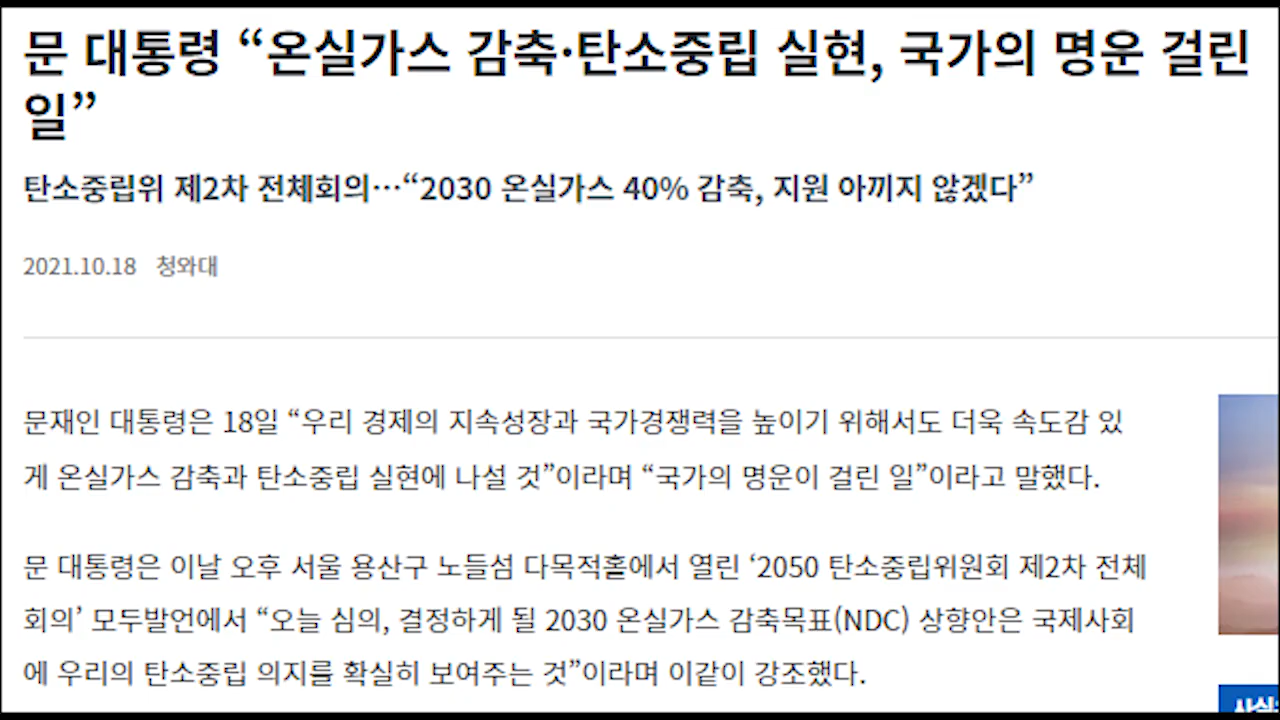 문 대통령 “온실가스 감축·탄소중립 실현, 국가의 명운 걸린
일”
탄소중립위 제2차 전체회의…“2030 온실가스 40% 감축, 지원 아끼지 않겠다”
2021.10.18 청와대
문재인 대통령은 18일 “우리 경제의 지속성장과 국가경쟁력을 높이기 위해서도 더욱 속도감 있
게 온실가스 감축과 탄소중립 실현에 나설 것”이라며 “국가의 명운이 걸린 일”이라고 말했다.
문 대통령은 이날 오후 서울 용산구 노들섬 다목적홀에서 열린 ‘2050 탄소중립위원회 제2차 전체
회의’ 모두발언에서 “오늘 심의, 결정하게 될 2030 온실가스 감축목표(NDC) 상향안은 국제사회
에 우리의 탄소중립 의지를 확실히 보여주는 것”이라며 이같이 강조했다.